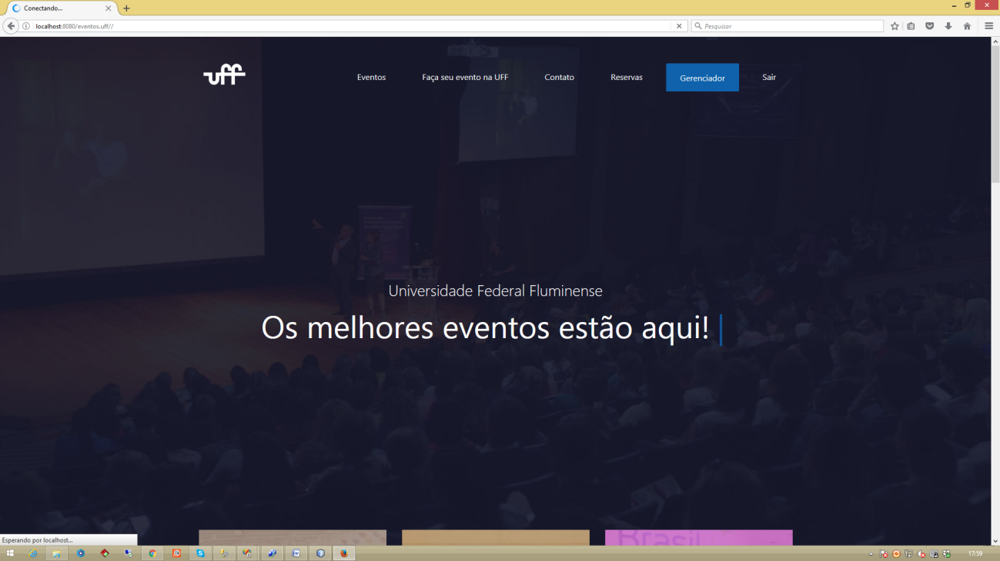 Conectando...
localhost:8080/eventos.uff//
Pesquisar
uff
Eventos
Faça seu evento na UFF
Contato
Reservas
Gerenciador
Sair
Universidade Federal Fluminense
Os melhores eventos estão aqui!
Brasil
Esperando por localhost...
17:59